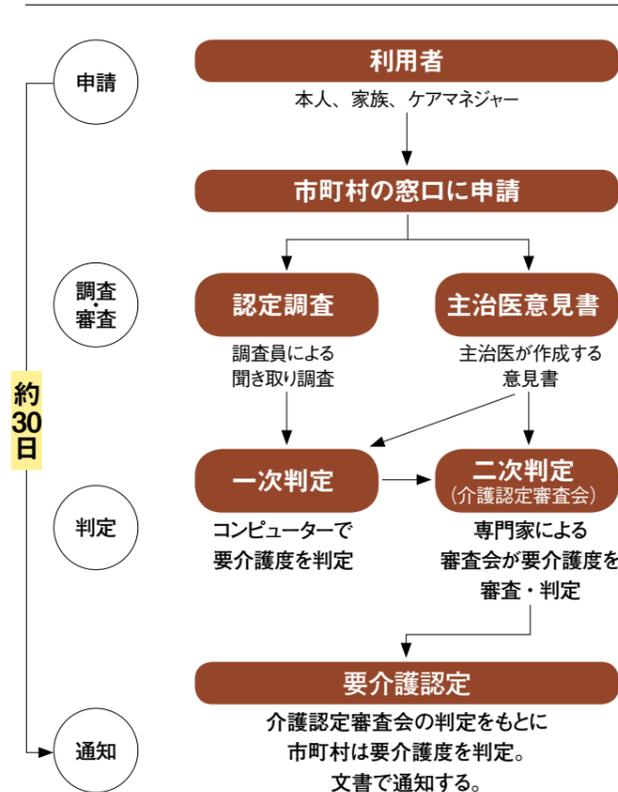 申請
利用者
本人、家族、ケアマネジャー
市町村の窓口に申請
調査
・
審査
認定調査
主治医意見書
調査員による
聞き取り調査
主治医が作成する
意見書
約
30
日
判定
一次判定
二次判定
（介護認定審査会）
コンピューターで
要介護度を判定
専門家による
審査会が要介護度を
審査・判定
通知
要介護認定
介護認定審査会の判定をもとに
市町村は要介護度を判定。
文書で通知する。